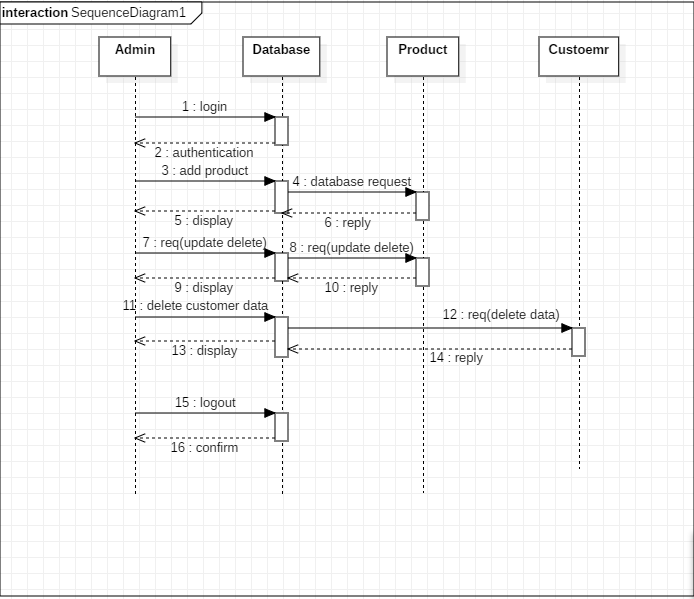 interaction SequenceDiagram1
Admin
Database
Product
Custoemr
1 : login
2 : authentication
3 : add product
4 : database request
5 : display
6 : reply
7 : req(update delete)
8 : req(update delete)
9 : display
10 : reply
11 : delete customer data
12 : req(delete data)
13 : display
14 : reply
15 : logout
16 : confirm